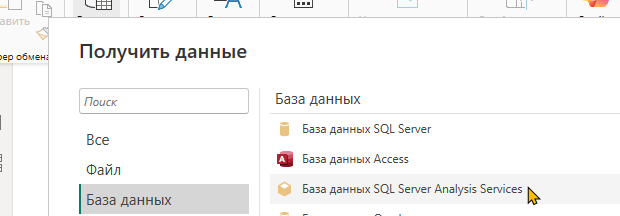 авить
Получить данные
Поиск
База данных
Все
База данных SQL Server
Файл
База данных Access
База данных
База данных SQL Server Analysis Services